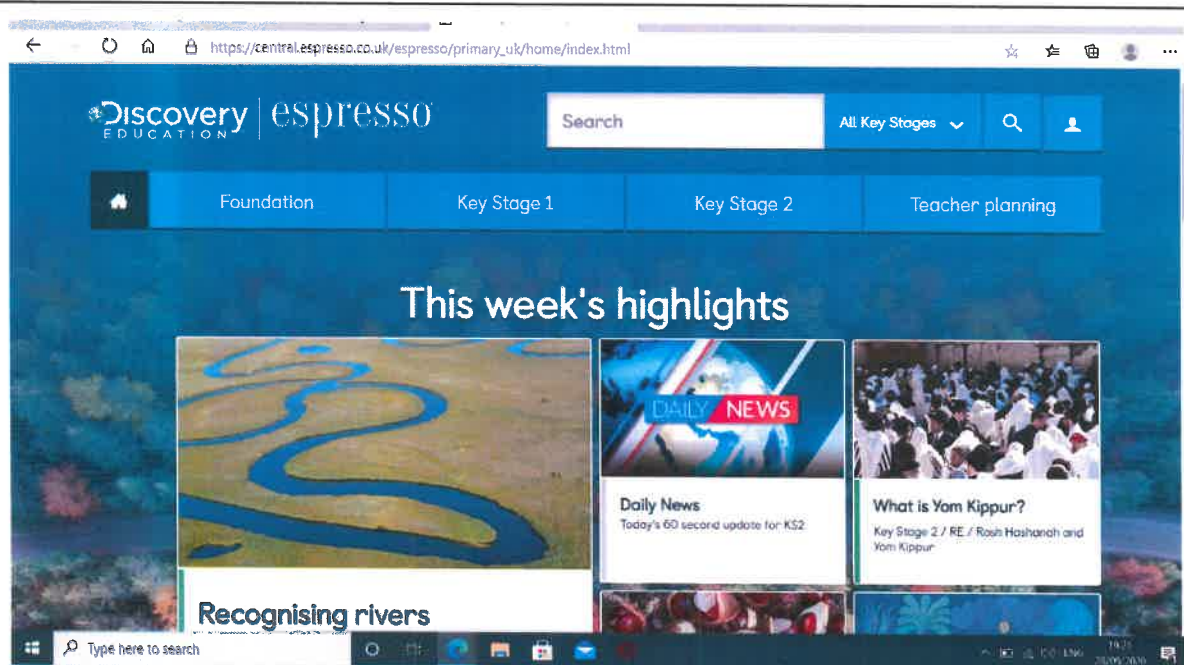 https://central.espresso.co.uk/espresso/primary_uk/home/index.html
Discovery
EDUCATION
espresso
Search
All Key Stages
Foundation
Key Stage 1
Key Stage 2
Teacher planning
This week's highlights
DAILY NEWS
Daily News
Today's 60 second update for KS2
What is Yom Kippur?
Key Stage 2 / RE / Rosh Hashanah and
Yom Kippur
Recognising rivers
Type here to search
ENG
19:21